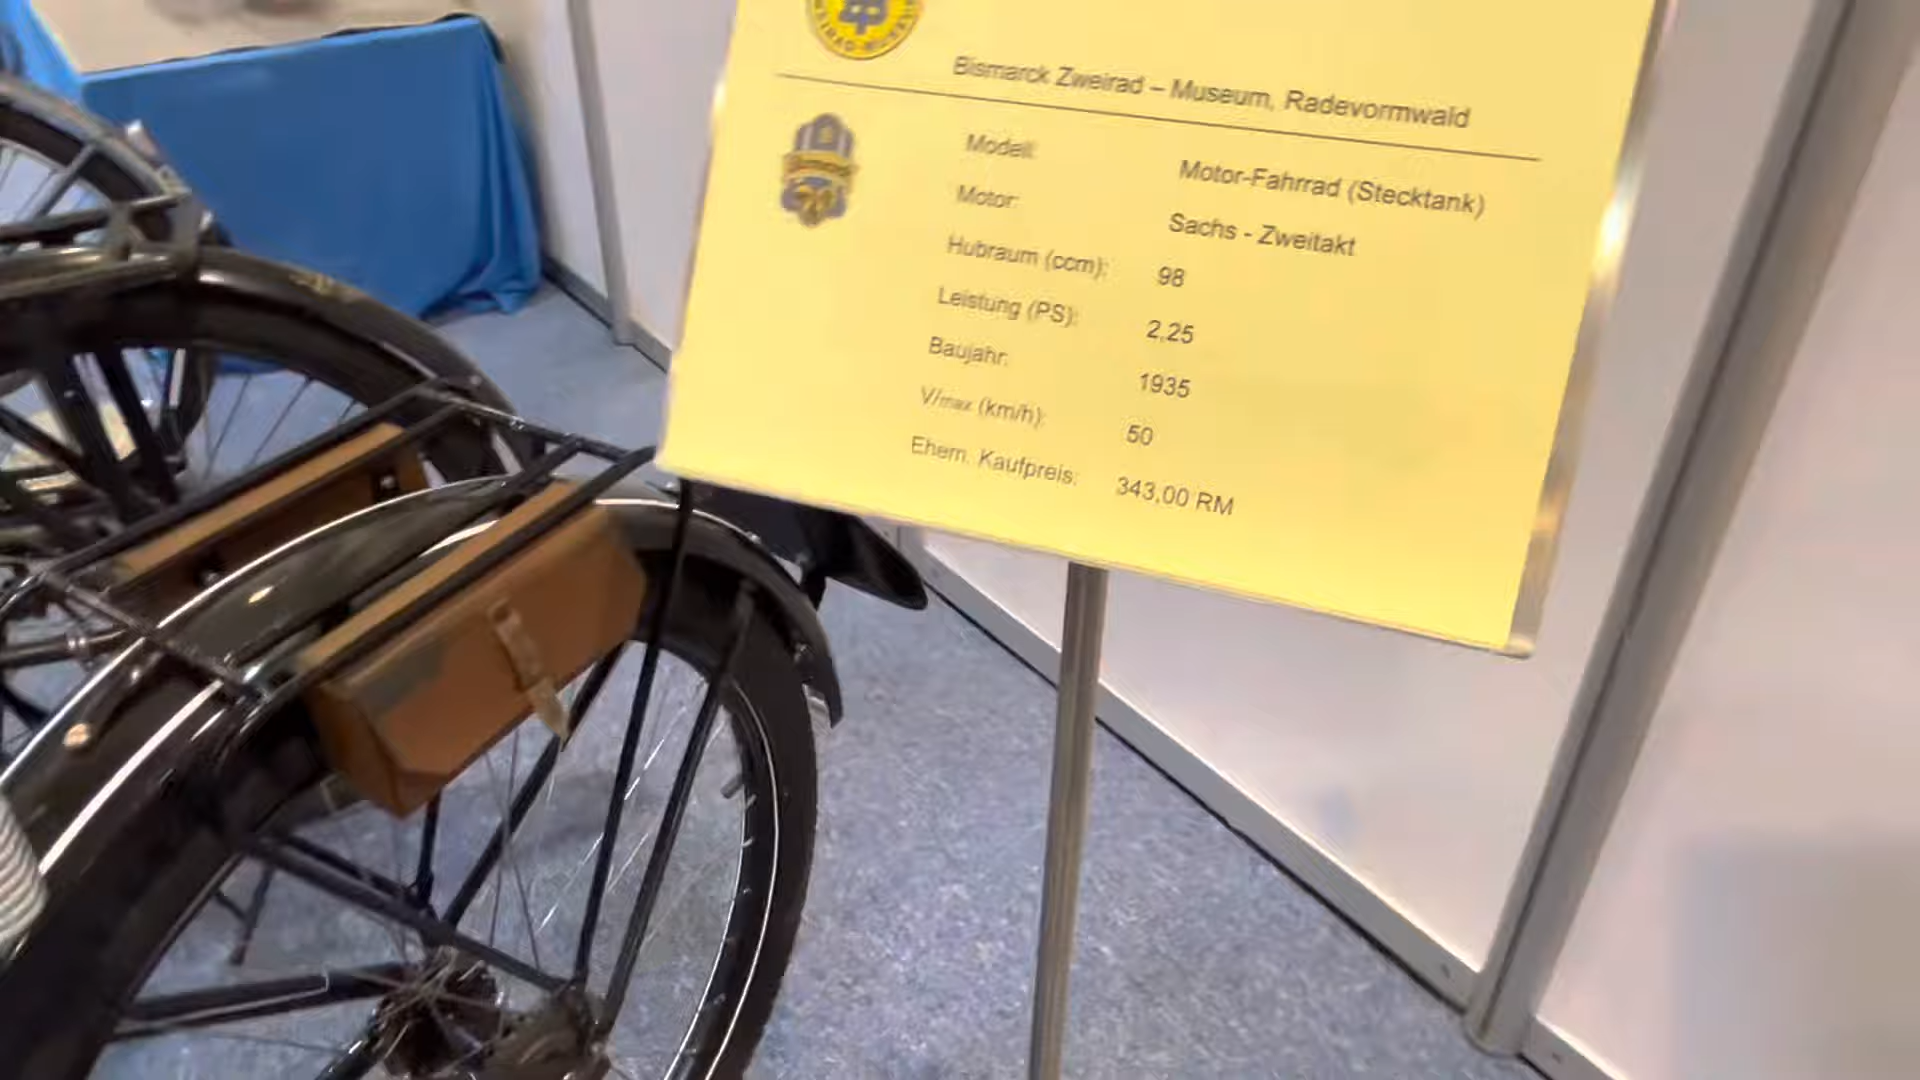 Bismarck Zweirad – Museum, Radevormwald
Modell: Motor-Fahrrad (Stecktank)
Motor: Sachs - Zweitakt
Hubraum (ccm): 98
Leistung (PS): 2,25
Baujahr: 1935
V/max (km/h): 50
Ehem. Kaufpreis: 343,00 RM